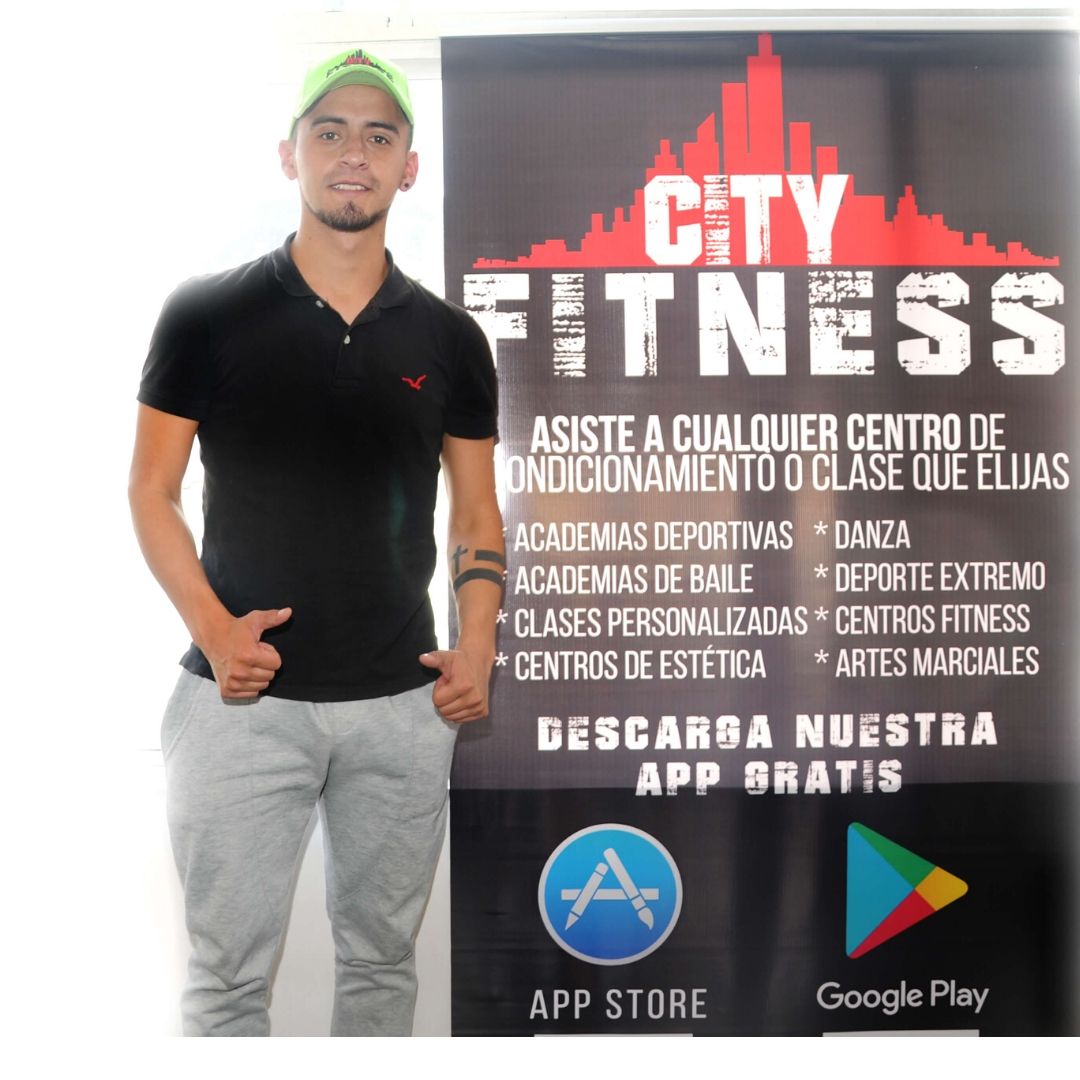 CITY
FITNESS
ASISTE A CUALQUIER CENTRO DE
ONDICIONAMIENTO O CLASE QUE ELIJAS
* ACADEMIAS DEPORTIVAS * DANZA
* ACADEMIAS DE BAILE * DEPORTE EXTREMO
* CLASES PERSONALIZADAS * CENTROS FITNESS
* CENTROS DE ESTÉTICA * ARTES MARCIALES
DESCARGA NUESTRA
APP GRATIS
APP STORE Google Play